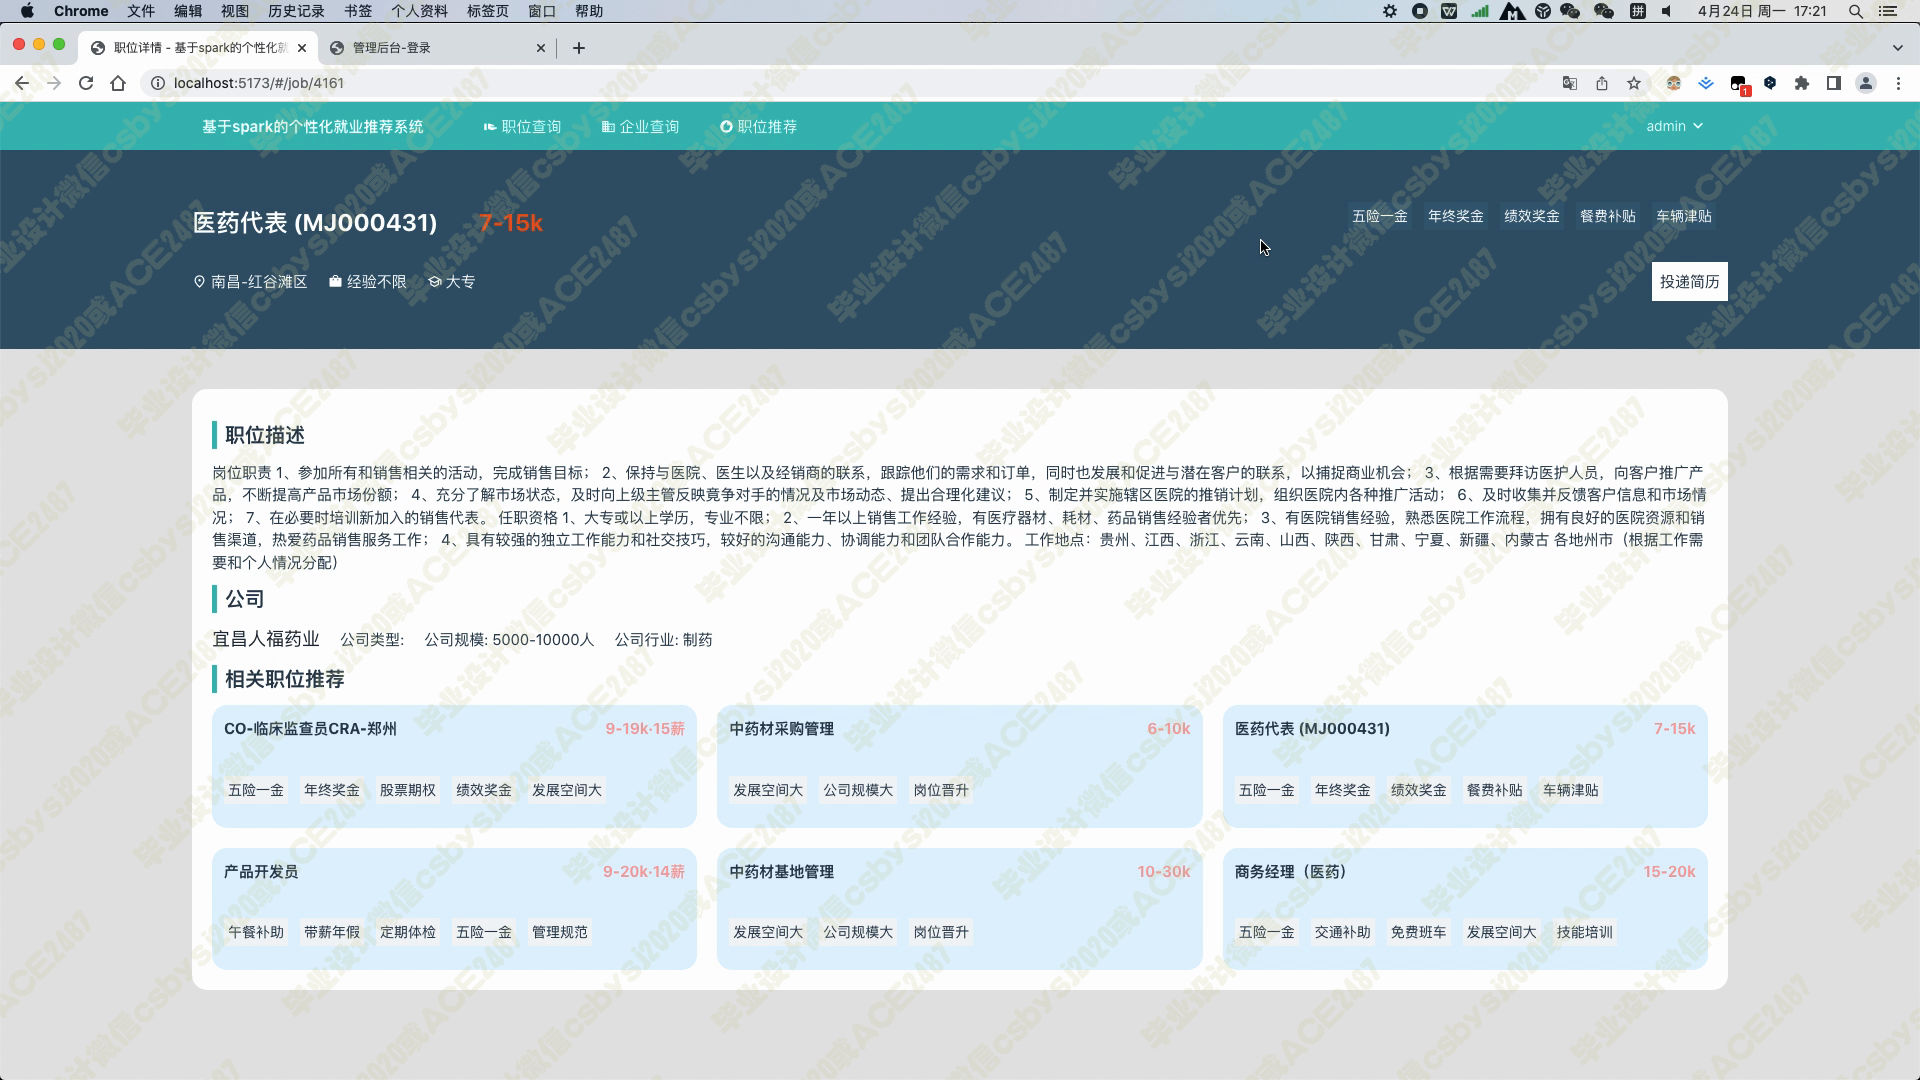 Chrome 文件 编辑 视图 历史记录 书签 个人资料 标签页 窗口 帮助 4月24日 周一 17:21
职位详情 - 基于spark的个性化就 管理后台-登录
localhost:5173/#/job/4161
1
基于spark的个性化就业推荐系统 职位查询 企业查询 职位推荐 admin
医药代表 (MJ000431) 7-15k 五险一金 年终奖金 绩效奖金 餐费补贴 车辆津贴
南昌-红谷滩区 经验不限 大专 投递简历
职位描述
岗位职责 1、参加所有和销售相关的活动，完成销售目标； 2、保持与医院、医生以及经销商的联系，跟踪他们的需求和订单，同时也发展和促进与潜在客户的联系，以捕捉商业机会； 3、根据需要拜访医护人员，向客户推广产
品，不断提高产品市场份额； 4、充分了解市场状态，及时向上级主管反映竟争对手的情况及市场动态、提出合理化建议； 5、制定并实施辖区医院的推销计划，组织医院内各种推广活动； 6、及时收集并反馈客户信息和市场情
况； 7、在必要时培训新加入的销售代表。 任职资格 1、大专或以上学历，专业不限； 2、一年以上销售工作经验，有医疗器材、耗材、药品销售经验者优先； 3、有医院销售经验，熟悉医院工作流程，拥有良好的医院资源和销
售渠道，热爱药品销售服务工作； 4、具有较强的独立工作能力和社交技巧，较好的沟通能力、协调能力和团队合作能力。 工作地点：贵州、江西、浙江、云南、山西、陕西、甘肃、宁夏、新疆、内蒙古 各地州市（根据工作需
要和个人情况分配）
公司
宜昌人福药业 公司类型: 公司规模: 5000-10000人 公司行业: 制药
相关职位推荐
CO-临床监查员CRA-郑州 9-19k·15薪 中药材采购管理 6-10k 医药代表 (MJ000431) 7-15k
五险一金 年终奖金 股票期权 绩效奖金 发展空间大 发展空间大 公司规模大 岗位晋升 五险一金 年终奖金 绩效奖金 餐费补贴 车辆津贴
产品开发员 9-20k·14薪 中药材基地管理 10-30k 商务经理（医药） 15-20k
午餐补助 带薪年假 定期体检 五险一金 管理规范 发展空间大 公司规模大 岗位晋升 五险一金 交通补助 免费班车 发展空间大 技能培训
毕业设计微信csbysj2020或ACE2487